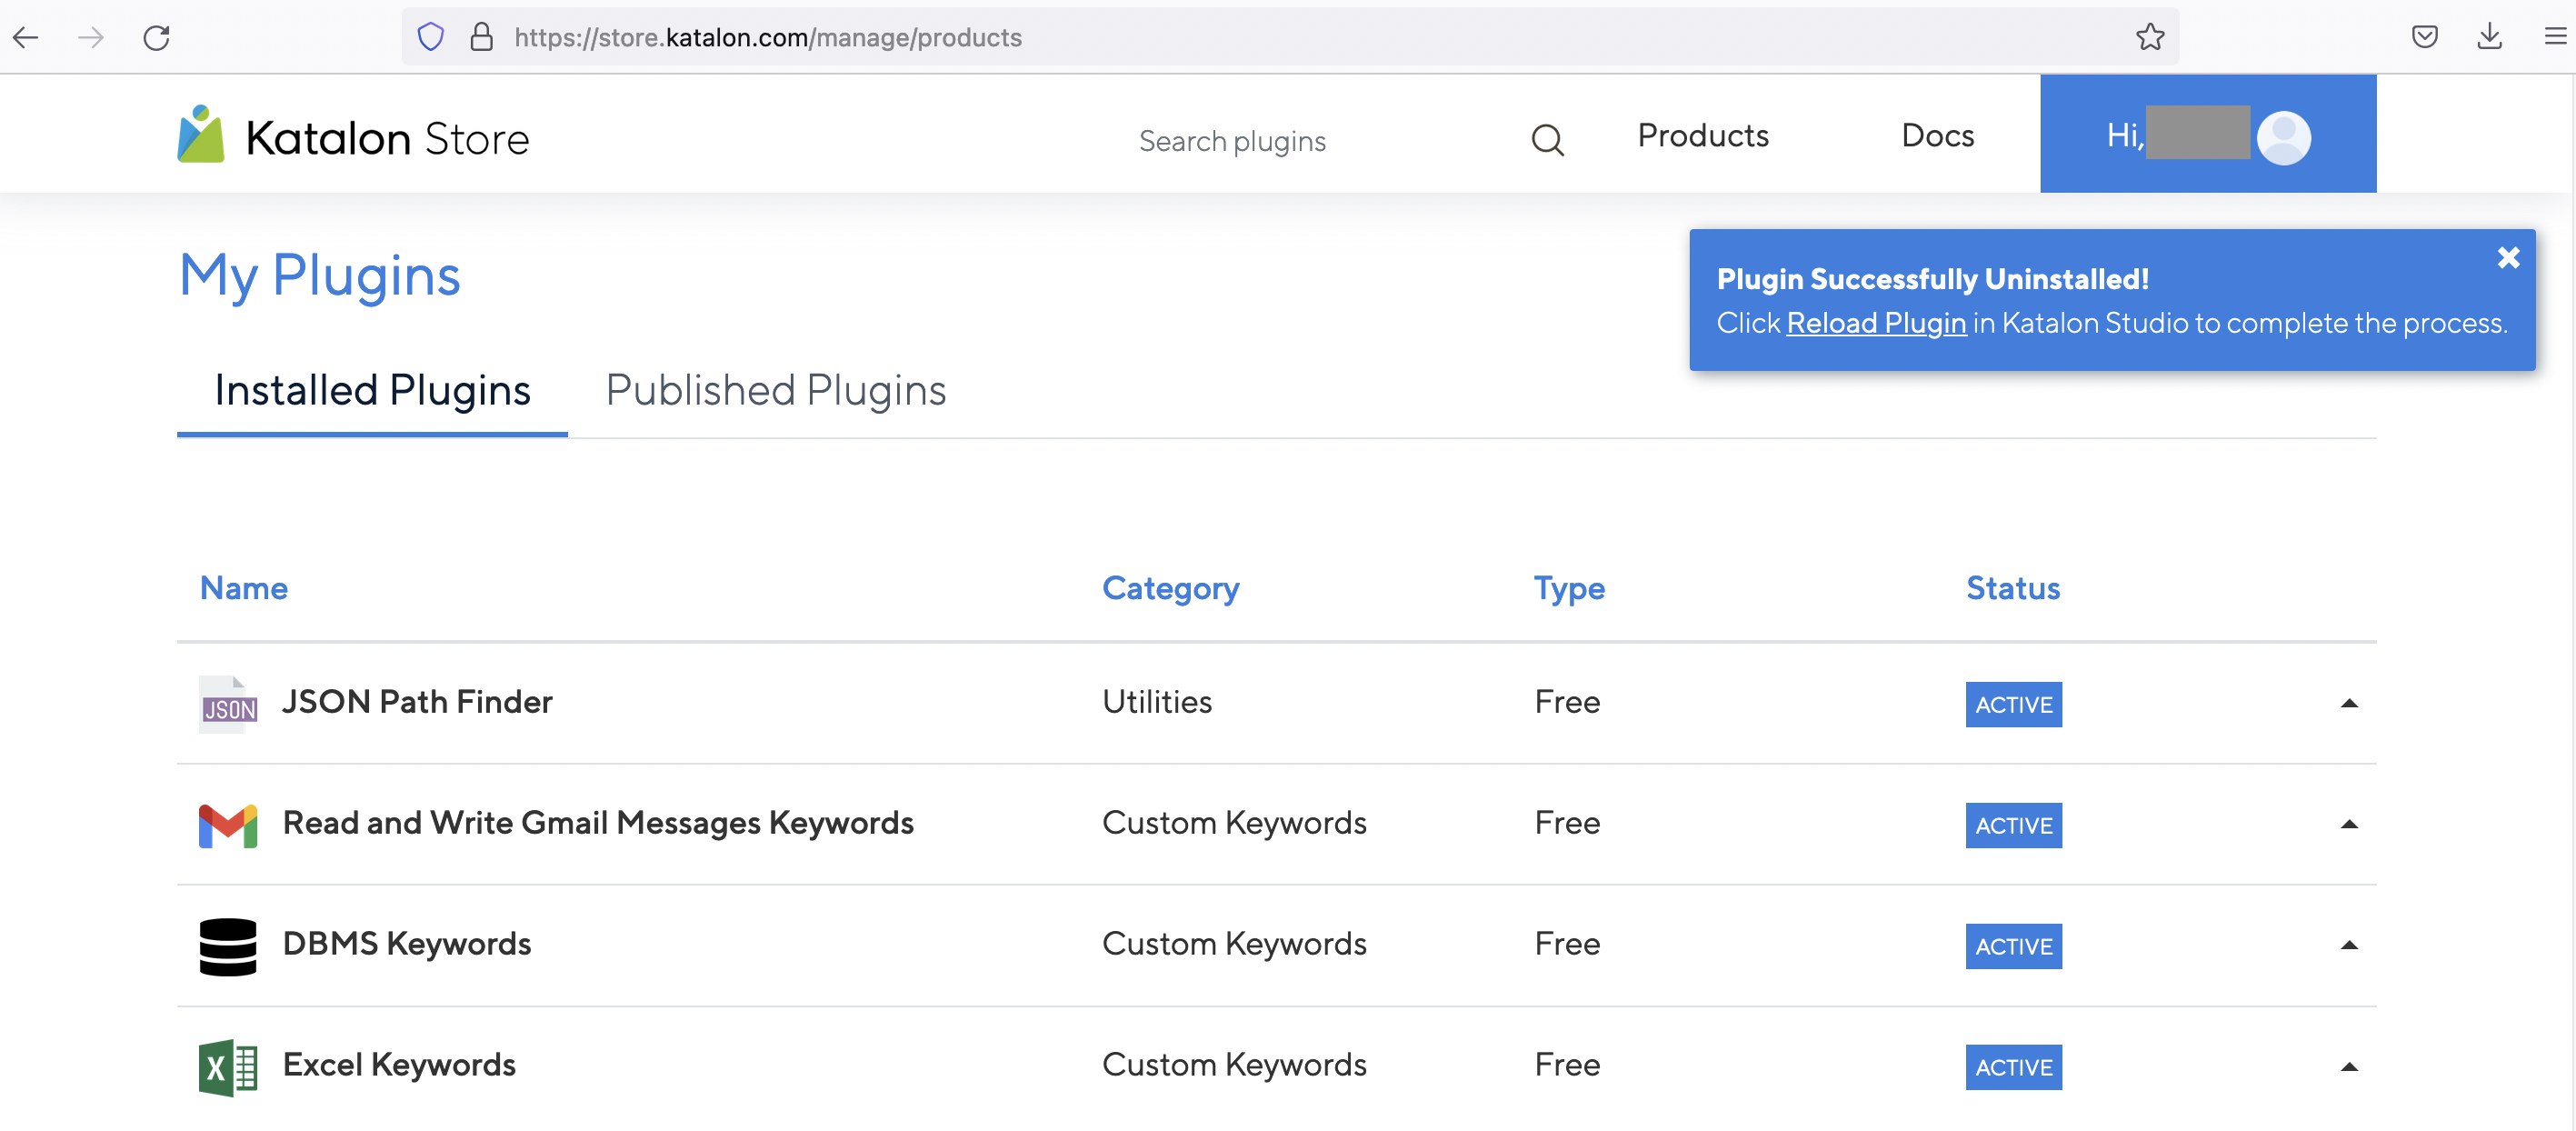 https://store.katalon.com/manage/products
Katalon Store
Search plugins
Products
Docs
Hi,
My Plugins
Plugin Successfully Uninstalled!
Click Reload Plugin in Katalon Studio to complete the process.
Installed Plugins
Published Plugins
Name Category Type Status
JSON
JSON Path Finder Utilities Free ACTIVE
Read and Write Gmail Messages Keywords Custom Keywords Free ACTIVE
DBMS Keywords Custom Keywords Free ACTIVE
X
Excel Keywords Custom Keywords Free ACTIVE